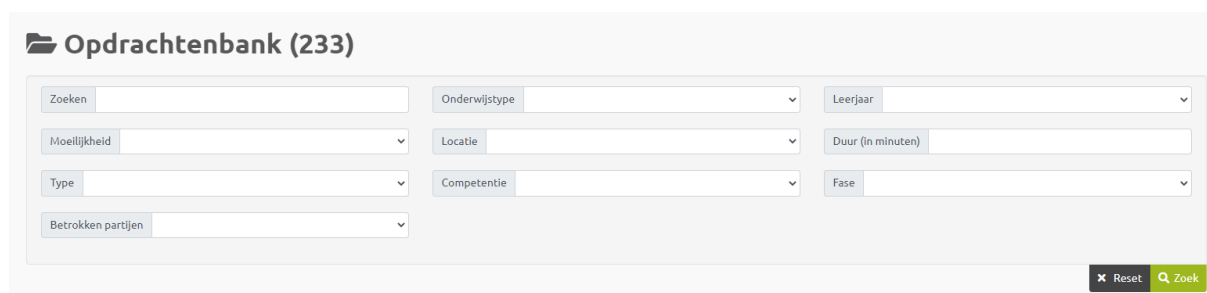 Opdrachtenbank (233)
Zoeken Onderwijstype Leerjaar
Moeilijkheid Locatie Duur (in minuten)
Type Competentie Fase
Betrokken partijen
Reset Zoek